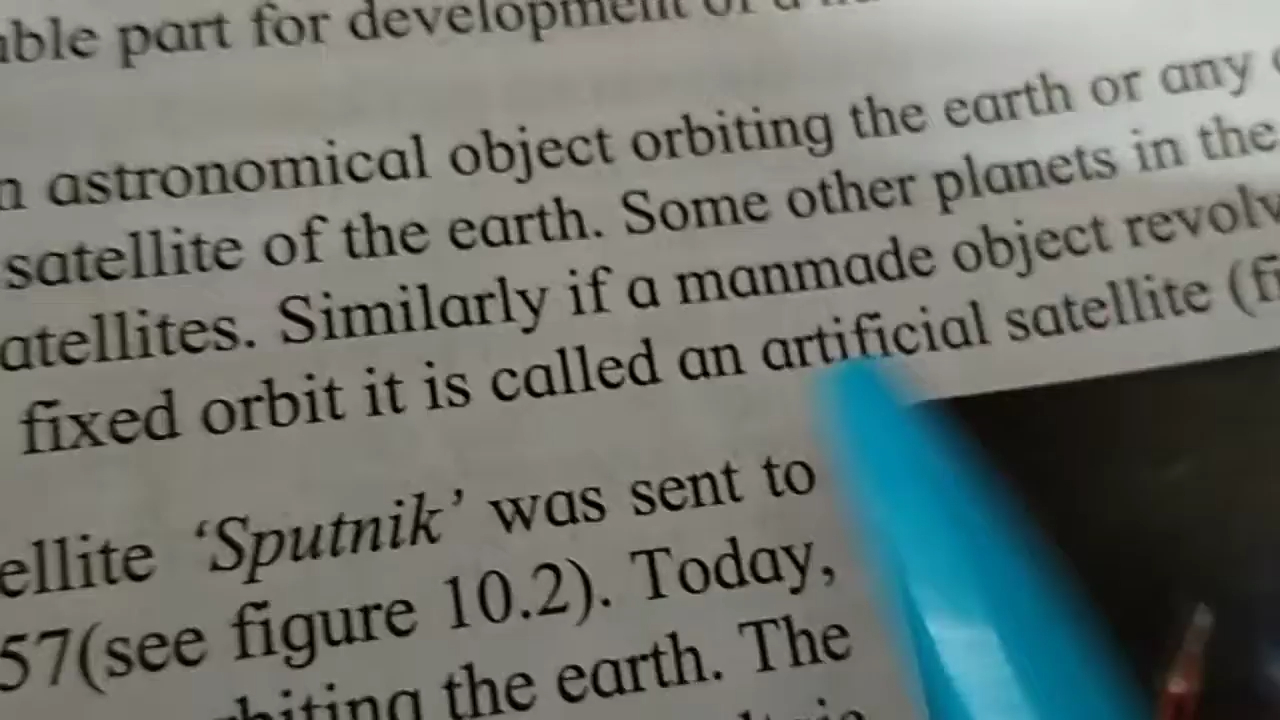 part for development of a
astronomical object orbiting the earth or any
satellite of the earth. Some other planets in the
atellites. Similarly if a manmade object revolv
fixed orbit it is called an artificial satellite (fi
ellite ‘Sputnik’ was sent to
57(see figure 10.2). Today,
the earth. The